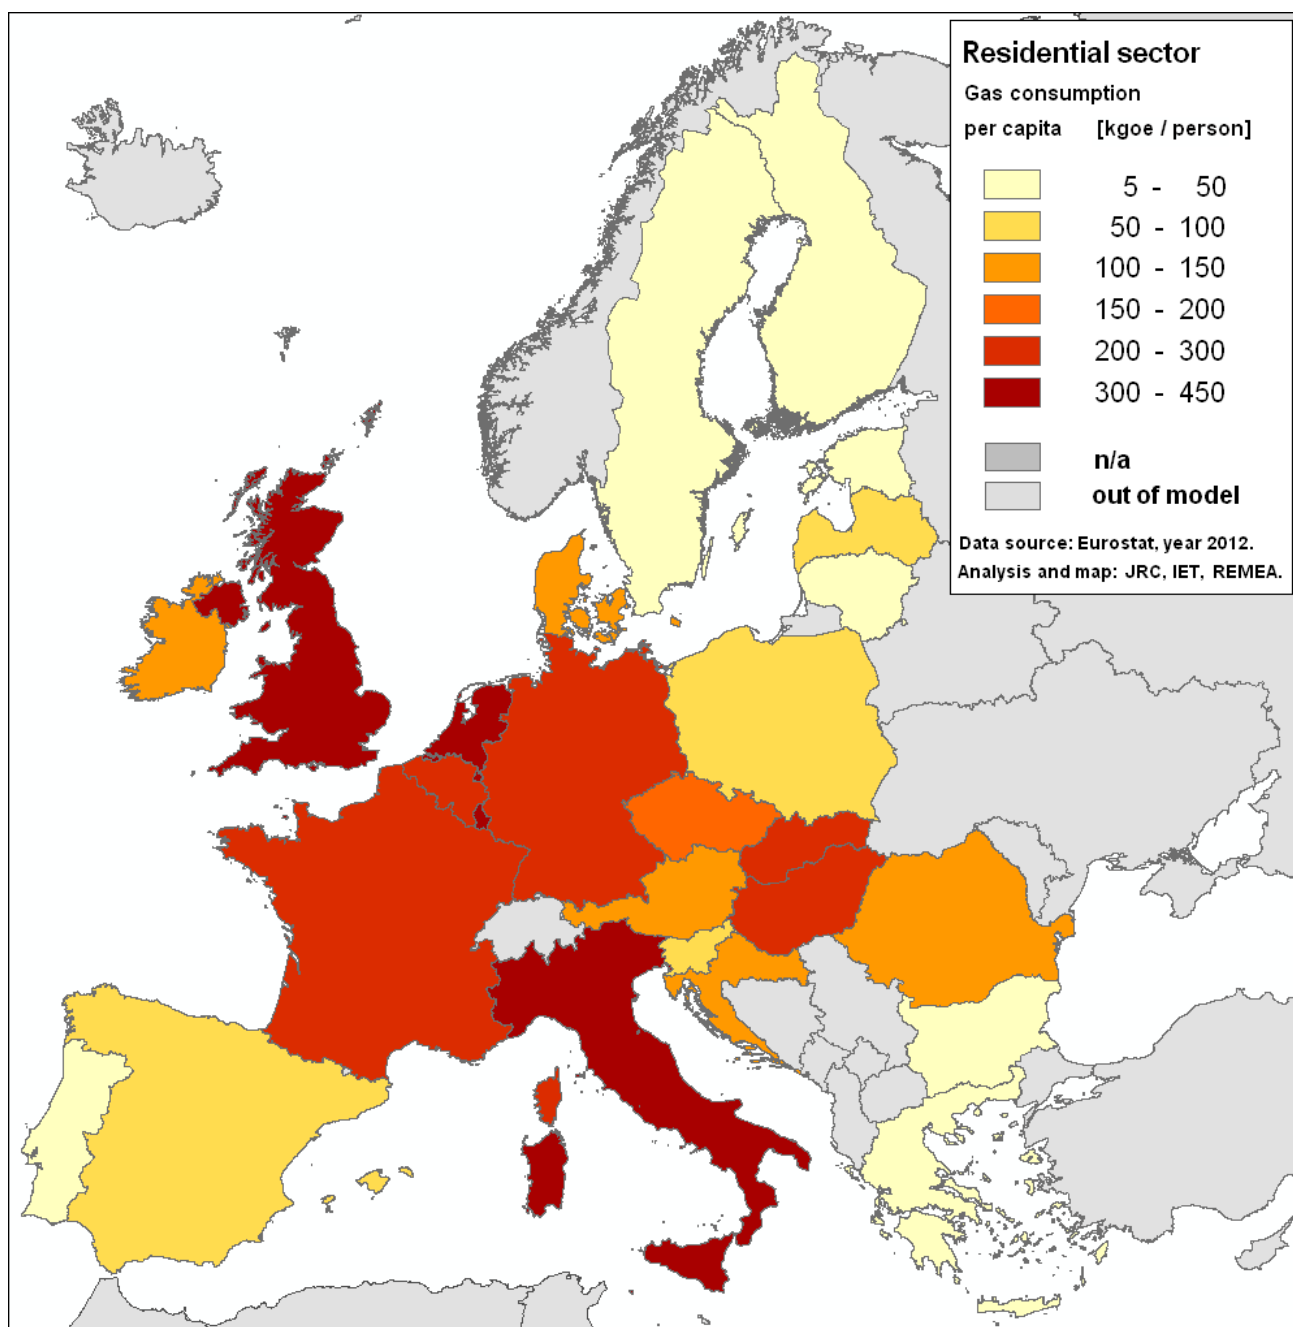 Residential sector
Gas consumption
per capita [kgoe / person]
5 - 50
50 - 100
100 - 150
150 - 200
200 - 300
300 - 450
n/a
out of model
Data source: Eurostat, year 2012.
Analysis and map: JRC, IET, REMEA.